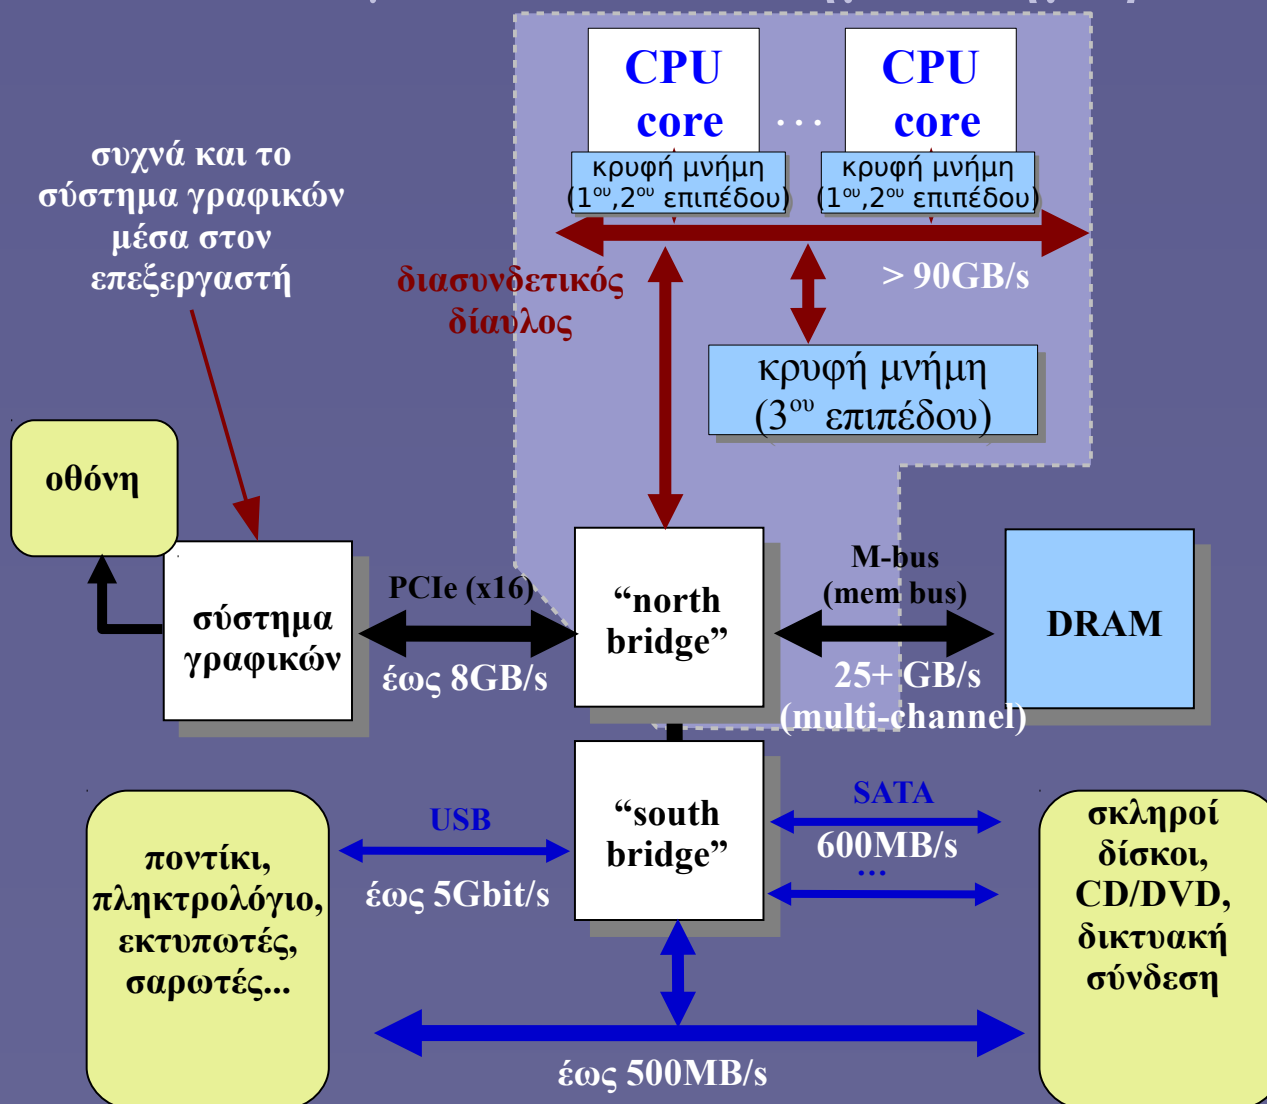 CPU
core
CPU
core
...
κρυφή μνήμη
(1ου,2ου επιπέδου)
κρυφή μνήμη
(1ου,2ου επιπέδου)
συχνά και το
σύστημα γραφικών
μέσα στον
επεξεργαστή
διασυνδετικός
δίαυλος
> 90GB/s
κρυφή μνήμη
(3ου επιπέδου)
οθόνη
σύστημα
γραφικών
PCIe (x16)
έως 8GB/s
“north
bridge”
M-bus
(mem bus)
25+ GB/s
(multi-channel)
DRAM
“south
bridge”
USB
έως 5Gbit/s
SATA
600MB/s
...
ποντίκι,
πληκτρολόγιο,
εκτυπωτές,
σαρωτές...
σκληροί
δίσκοι,
CD/DVD,
δικτυακή
σύνδεση
έως 500MB/s